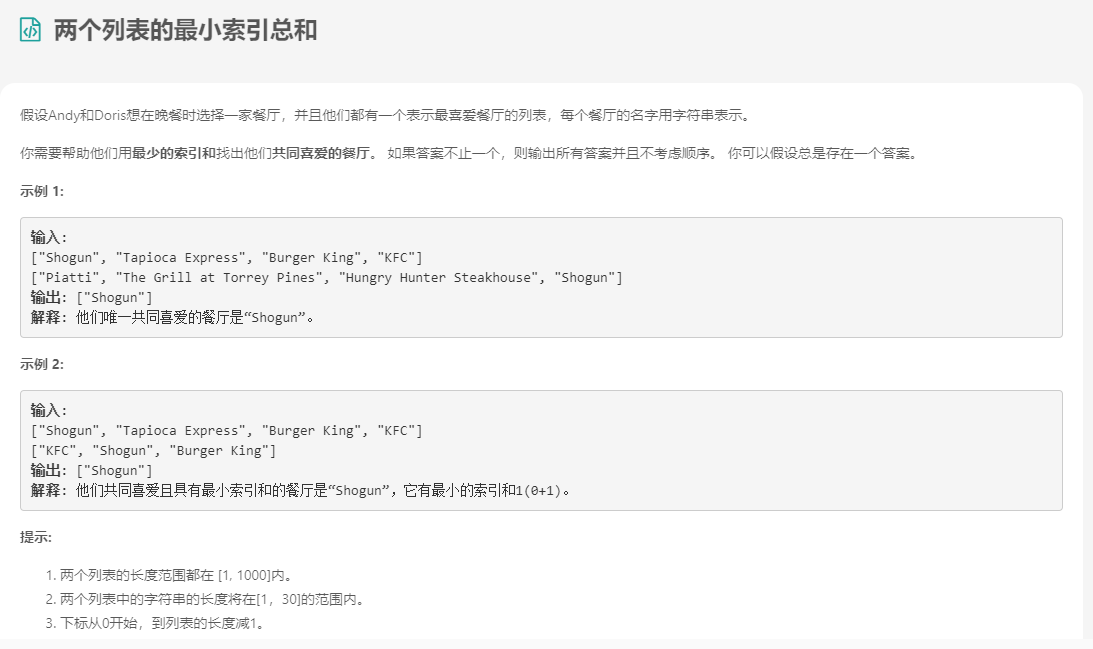 两个列表的最小索引总和
假设Andy和Doris想在晚餐时选择一家餐厅，并且他们都有一个表示最喜爱餐厅的列表，每个餐厅的名字用字符串表示。
你需要帮助他们用最少的索引和找出他们共同喜爱的餐厅。 如果答案不止一个，则输出所有答案并且不考虑顺序。 你可以假设总是存在一个答案。
示例 1:
输入:
["Shogun", "Tapioca Express", "Burger King", "KFC"]
["Piatti", "The Grill at Torrey Pines", "Hungry Hunter Steakhouse", "Shogun"]
输出: ["Shogun"]
解释: 他们唯一共同喜爱的餐厅是“Shogun”。
示例 2:
输入:
["Shogun", "Tapioca Express", "Burger King", "KFC"]
["KFC", "Shogun", "Burger King"]
输出: ["Shogun"]
解释: 他们共同喜爱且具有最小索引和的餐厅是“Shogun”，它有最小的索引和1(0+1)。
提示:
1. 两个列表的长度范围都在 [1, 1000]内。
2. 两个列表中的字符串的长度将在[1，30]的范围内。
3. 下标从0开始，到列表的长度减1。